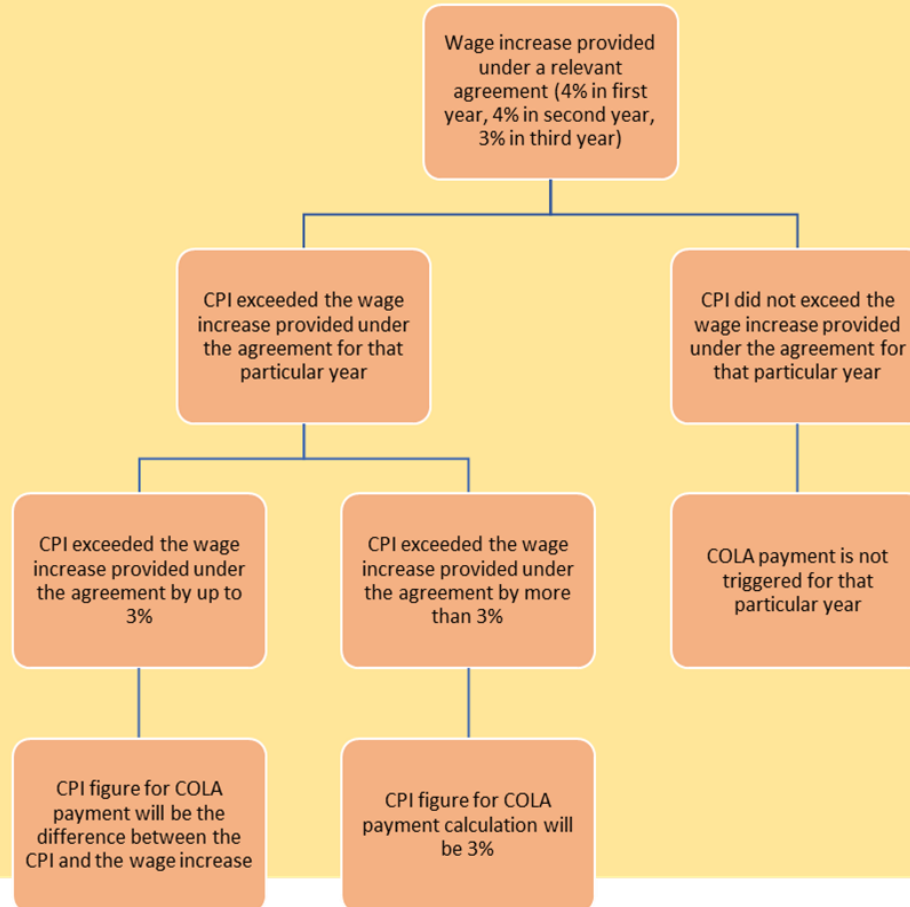 Wage increase provided
under a relevant
agreement (4% in first
year, 4% in second year,
3% in third year)
CPI exceeded the wage
increase provided under
the agreement for that
particular year
CPI did not exceed the
wage increase provided
under the agreement for
that particular year
CPI exceeded the wage
increase provided under
the agreement by up to
3%
CPI exceeded the wage
increase provided under
the agreement by more
than 3%
COLA payment is not
triggered for that
particular year
CPI figure for COLA
payment will be the
difference between the
CPI and the wage increase
CPI figure for COLA
payment calculation will
be 3%